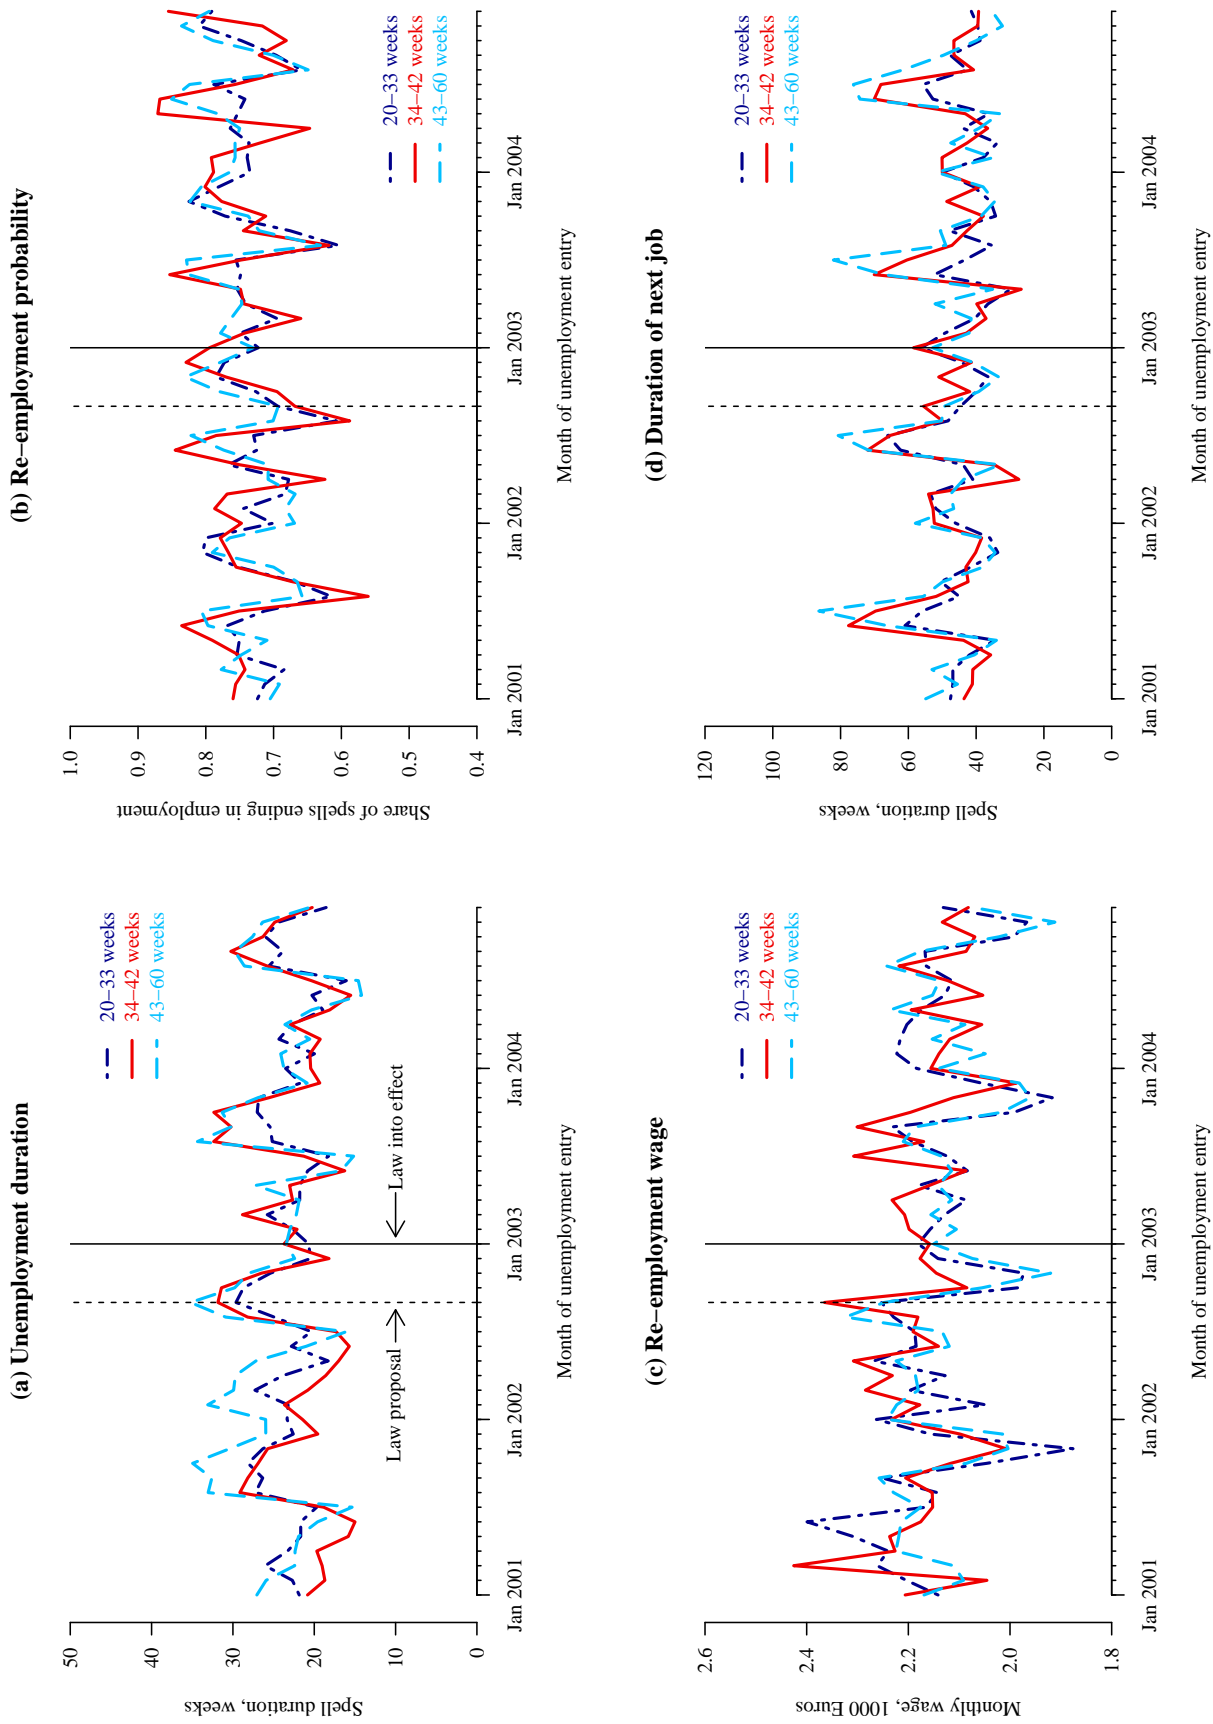 (a) Unemployment duration
Spell duration, weeks
50
40
30
20
10
0
20−33 weeks
34−42 weeks
43−60 weeks
Law proposal
Law into effect
Jan 2001
Jan 2002
Jan 2003
Jan 2004
Month of unemployment entry
(b) Re−employment probability
Share of spells ending in employment
1.0
0.9
0.8
0.7
0.6
0.5
0.4
20−33 weeks
34−42 weeks
43−60 weeks
Jan 2001
Jan 2002
Jan 2003
Jan 2004
Month of unemployment entry
(c) Re−employment wage
Monthly wage, 1000 Euros
2.6
2.4
2.2
2.0
1.8
20−33 weeks
34−42 weeks
43−60 weeks
Jan 2001
Jan 2002
Jan 2003
Jan 2004
Month of unemployment entry
(d) Duration of next job
Spell duration, weeks
120
100
80
60
40
20
0
20−33 weeks
34−42 weeks
43−60 weeks
Jan 2001
Jan 2002
Jan 2003
Jan 2004
Month of unemployment entry